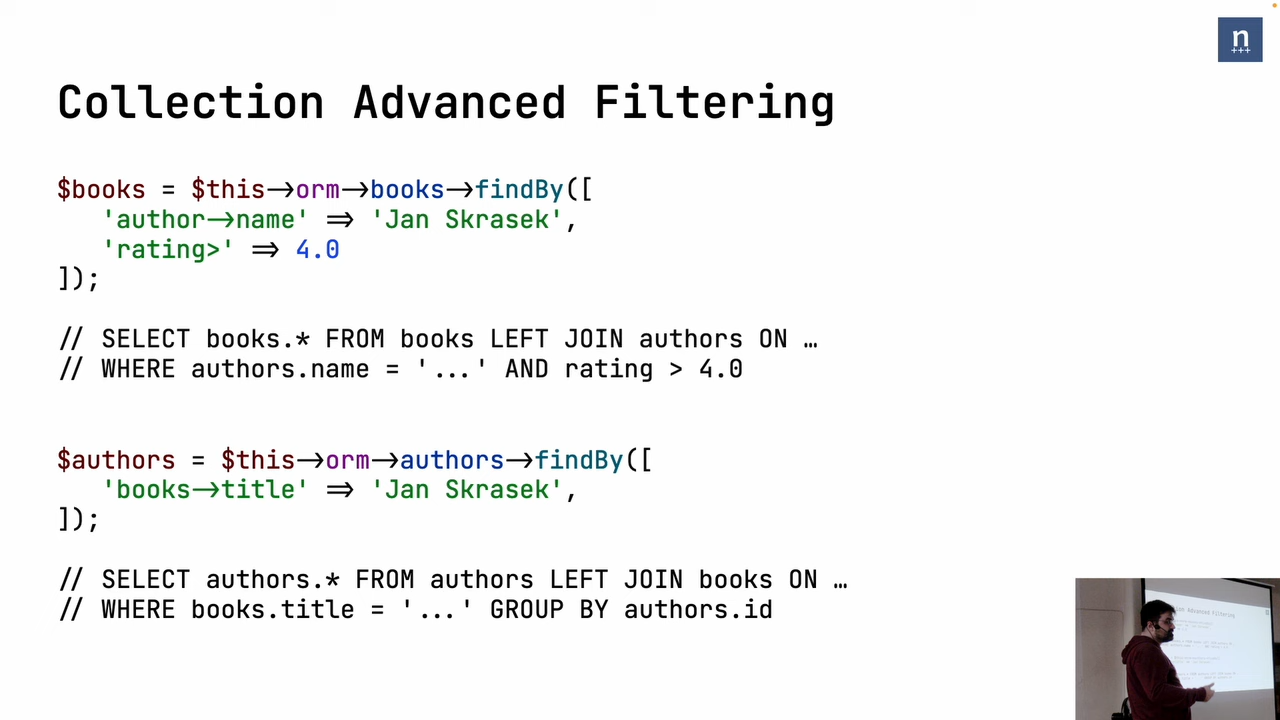 n
+++
Collection Advanced Filtering
$books = $this->orm->books->findBy([
'author->name' => 'Jan Skrasek',
'rating>' => 4.0
]);
// SELECT books.* FROM books LEFT JOIN authors ON …
// WHERE authors.name = '...' AND rating > 4.0
$authors = $this->orm->authors->findBy([
'books->title' => 'Jan Skrasek',
]);
// SELECT authors.* FROM authors LEFT JOIN books ON …
// WHERE books.title = '...' GROUP BY authors.id
Advanced Filtering